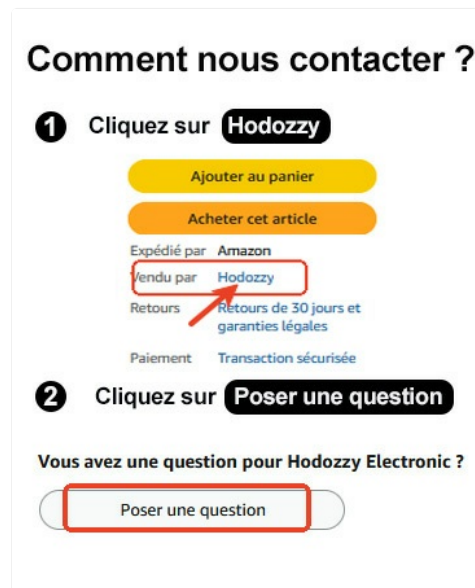 Comment nous contacter ?
1 Cliquez sur Hodozzy
Ajouter au panier
Acheter cet article
Expédié par Amazon
Vendu par Hodozzy
Retours Retours de 30 jours et
garanties légales
Paiement Transaction sécurisée
2 Cliquez sur Poser une question
Vous avez une question pour Hodozzy Electronic ?
Poser une question